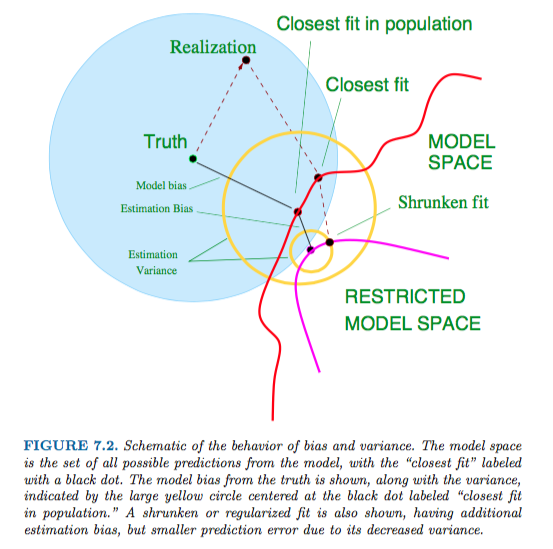 Closest fit in population
Realization
Closest fit
Truth
MODEL
SPACE
Model bias
Shrunken fit
Estimation Bias
Estimation
Variance
RESTRICTED
MODEL SPACE
FIGURE 7.2. Schematic of the behavior of bias and variance. The model space
is the set of all possible predictions from the model, with the “closest fit” labeled
with a black dot. The model bias from the truth is shown, along with the variance,
indicated by the large yellow circle centered at the black dot labeled “closest fit
in population.” A shrunken or regularized fit is also shown, having additional
estimation bias, but smaller prediction error due to its decreased variance.